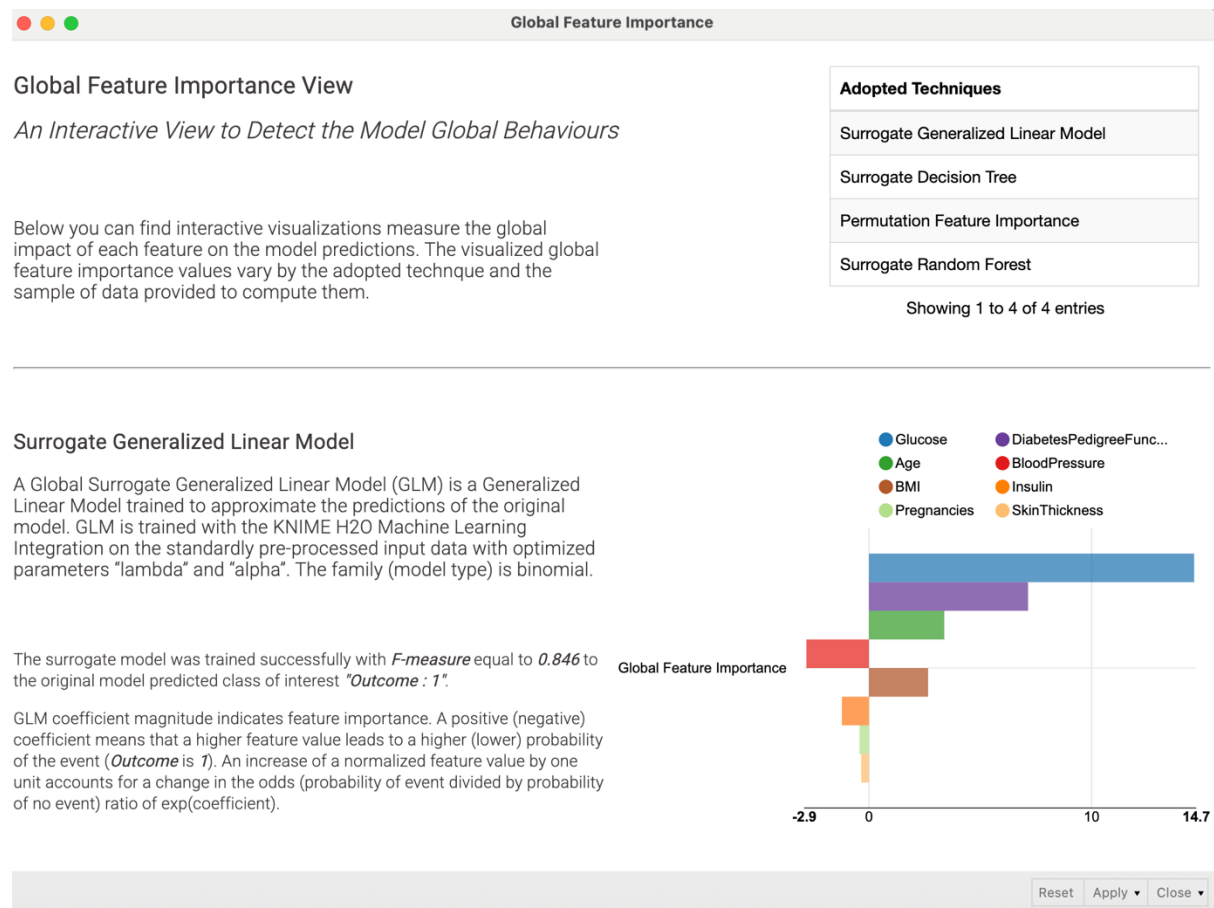 Global Feature Importance
Global Feature Importance View
An Interactive View to Detect the Model Global Behaviours
Below you can find interactive visualizations measure the global
impact of each feature on the model predictions. The visualized global
feature importance values vary by the adopted technque and the
sample of data provided to compute them.
Adopted Techniques
Surrogate Generalized Linear Model
Surrogate Decision Tree
Permutation Feature Importance
Surrogate Random Forest
Showing 1 to 4 of 4 entries
Surrogate Generalized Linear Model
A Global Surrogate Generalized Linear Model (GLM) is a Generalized
Linear Model trained to approximate the predictions of the original
model. GLM is trained with the KNIME H2O Machine Learning
Integration on the standardly pre-processed input data with optimized
parameters “lambda” and “alpha”. The family (model type) is binomial.
The surrogate model was trained successfully with F-measure equal to 0.846 to
the original model predicted class of interest "Outcome : 1".
GLM coefficient magnitude indicates feature importance. A positive (negative)
coefficient means that a higher feature value leads to a higher (lower) probability
of the event (Outcome is 1). An increase of a normalized feature value by one
unit accounts for a change in the odds (probability of event divided by probability
of no event) ratio of exp(coefficient).
Glucose
DiabetesPedigreeFunc...
Age
BloodPressure
BMI
Insulin
Pregnancies
SkinThickness
Global Feature Importance
-2.9
0
10
14.7
Reset
Apply
Close